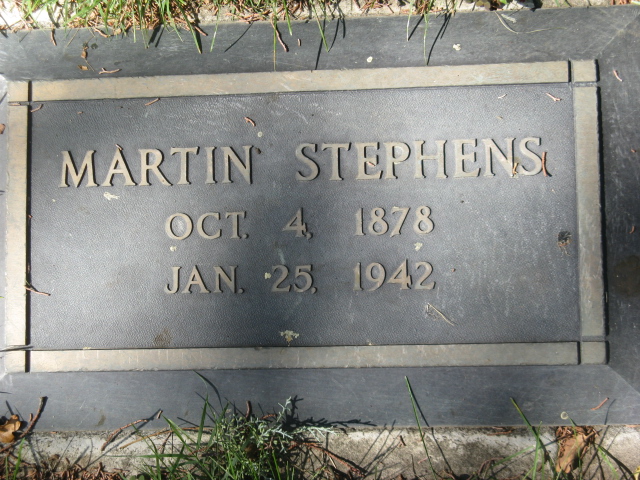 MARTIN STEPHENS
OCT. 4, 1878
JAN. 25, 1942